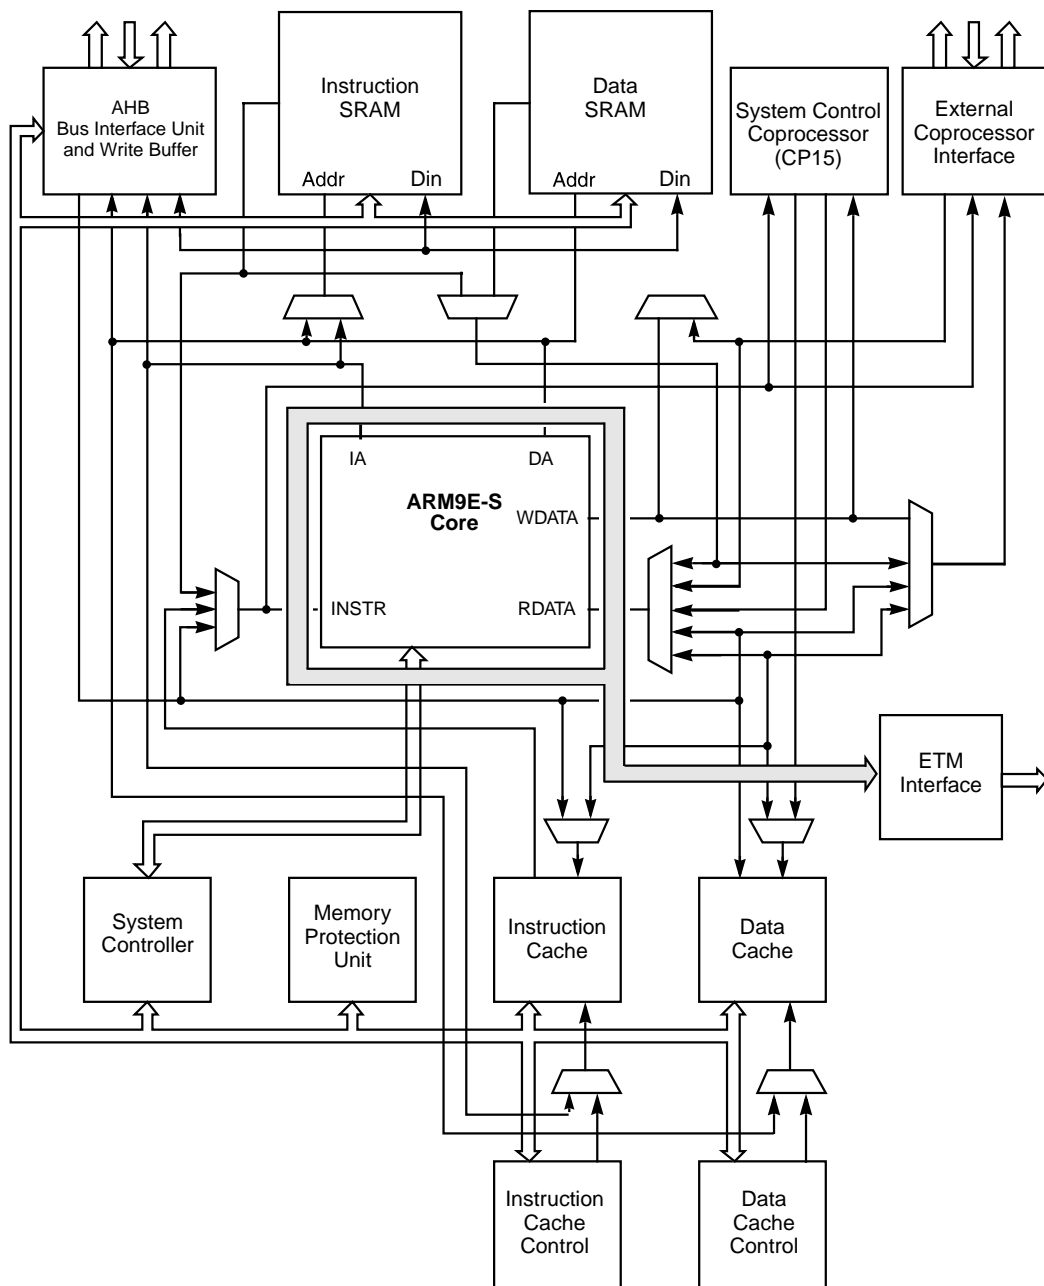 AHB
Bus Interface Unit
and Write Buffer
Instruction
SRAM
Addr
Din
Data
SRAM
Addr
Din
System Control
Coprocessor
(CP15)
External
Coprocessor
Interface
IA
DA
ARM9E-S
Core
WDATA
INSTR
RDATA
ETM
Interface
System
Controller
Memory
Protection
Unit
Instruction
Cache
Data
Cache
Instruction
Cache
Control
Data
Cache
Control